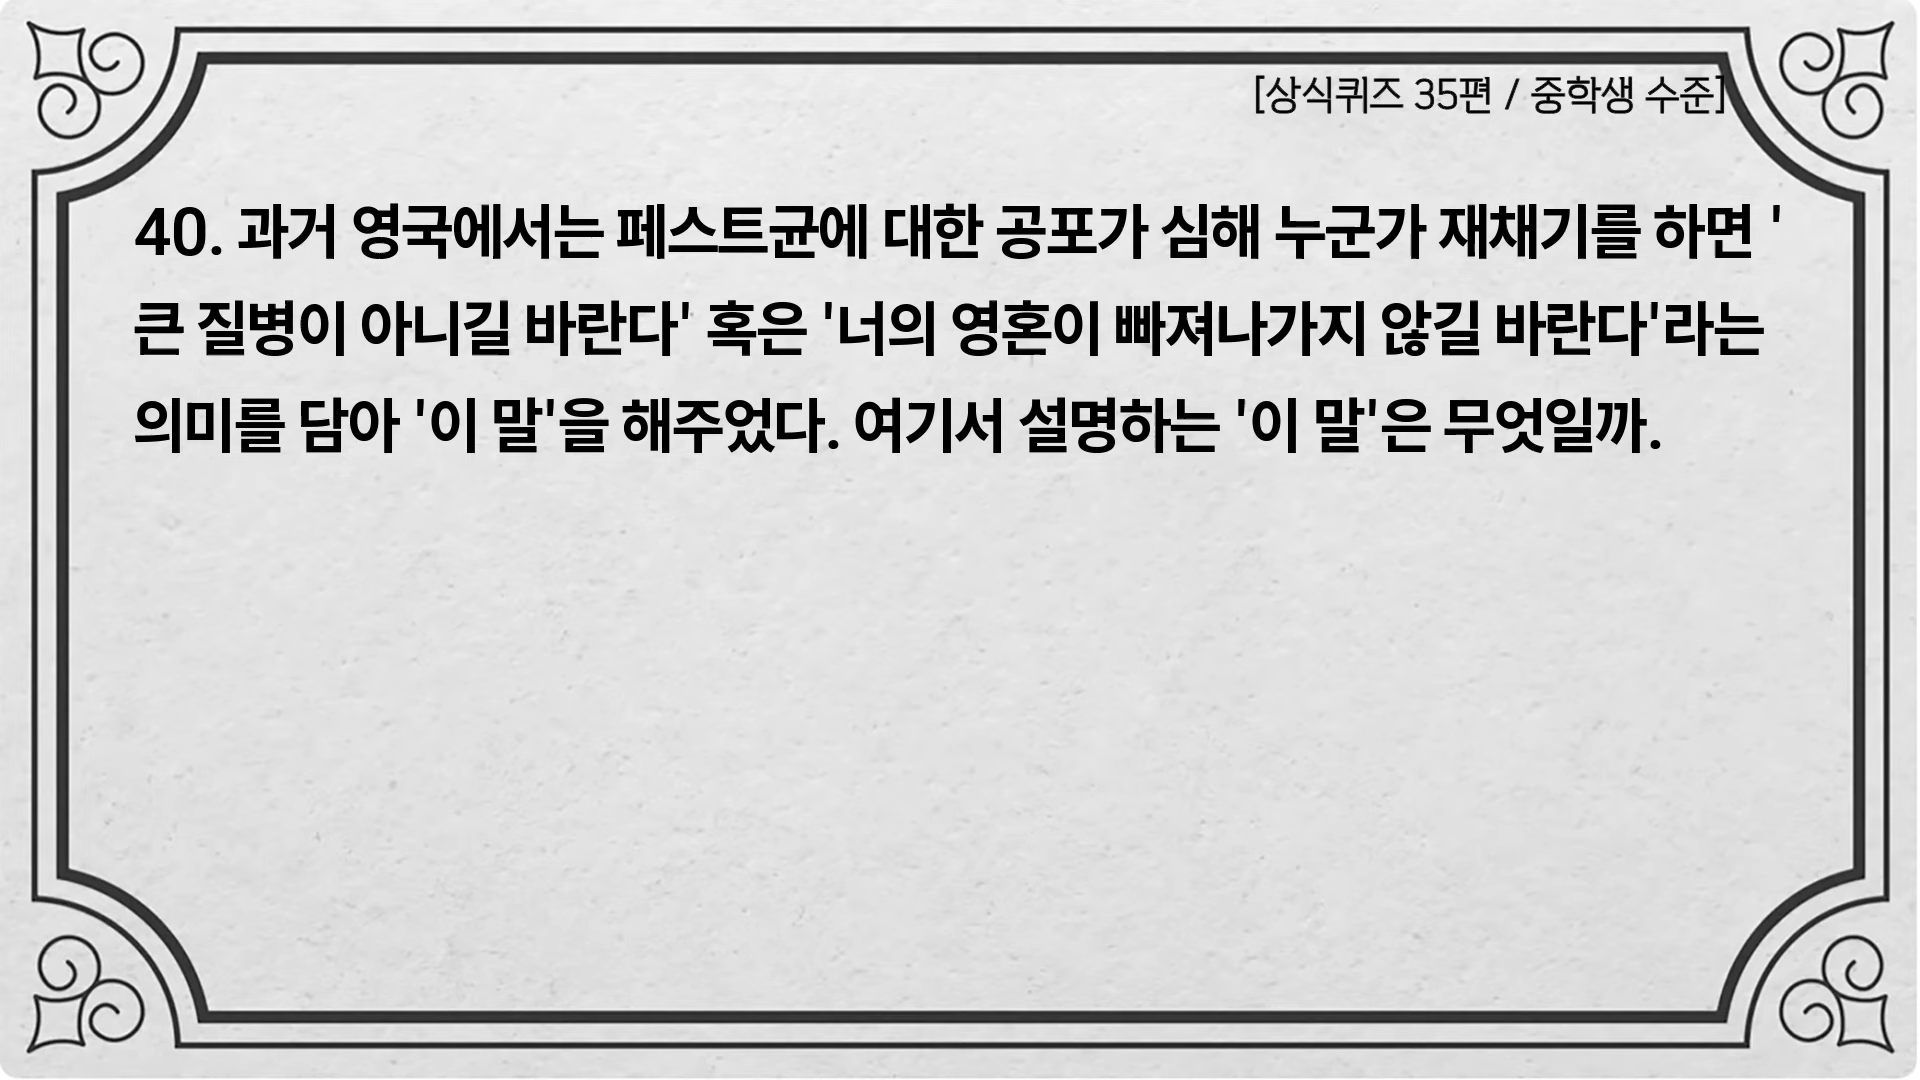 [상식퀴즈 35편 / 중학생 수준]
40. 과거 영국에서는 페스트균에 대한 공포가 심해 누군가 재채기를 하면 '
큰 질병이 아니길 바란다' 혹은 '너의 영혼이 빠져나가지 않길 바란다'라는
의미를 담아 '이 말'을 해주었다. 여기서 설명하는 '이 말'은 무엇일까.